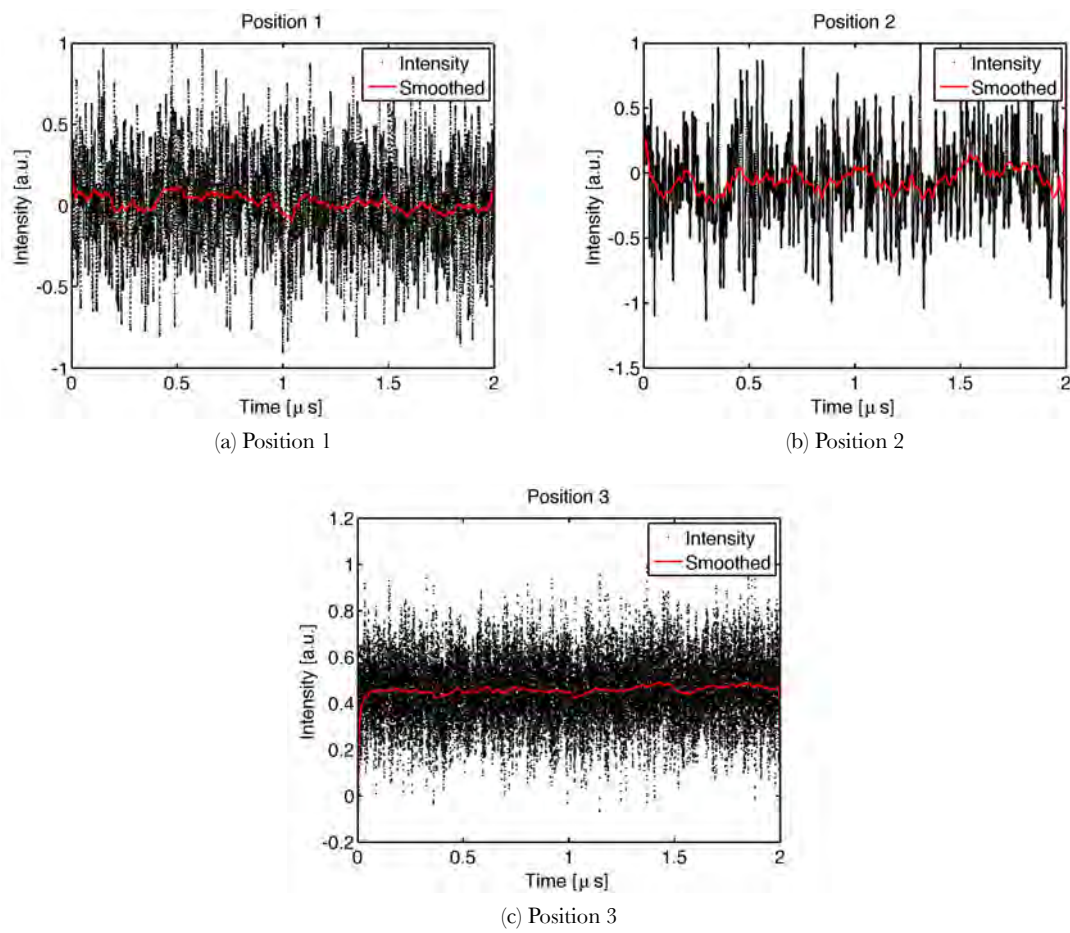 Position 1
1
0.5
0
-0.5
-1
Intensity [a.u.]
Intensity
Smoothed
0 0.5 1 1.5 2
Time [μ s]
(a) Position 1
Position 2
1
0.5
0
-0.5
-1
-1.5
Intensity [a.u.]
Intensity
Smoothed
0 0.5 1 1.5 2
Time [μ s]
(b) Position 2
Position 3
1.2
1
0.8
0.6
0.4
0.2
0
-0.2
Intensity [a.u.]
Intensity
Smoothed
0 0.5 1 1.5 2
Time [μ s]
(c) Position 3